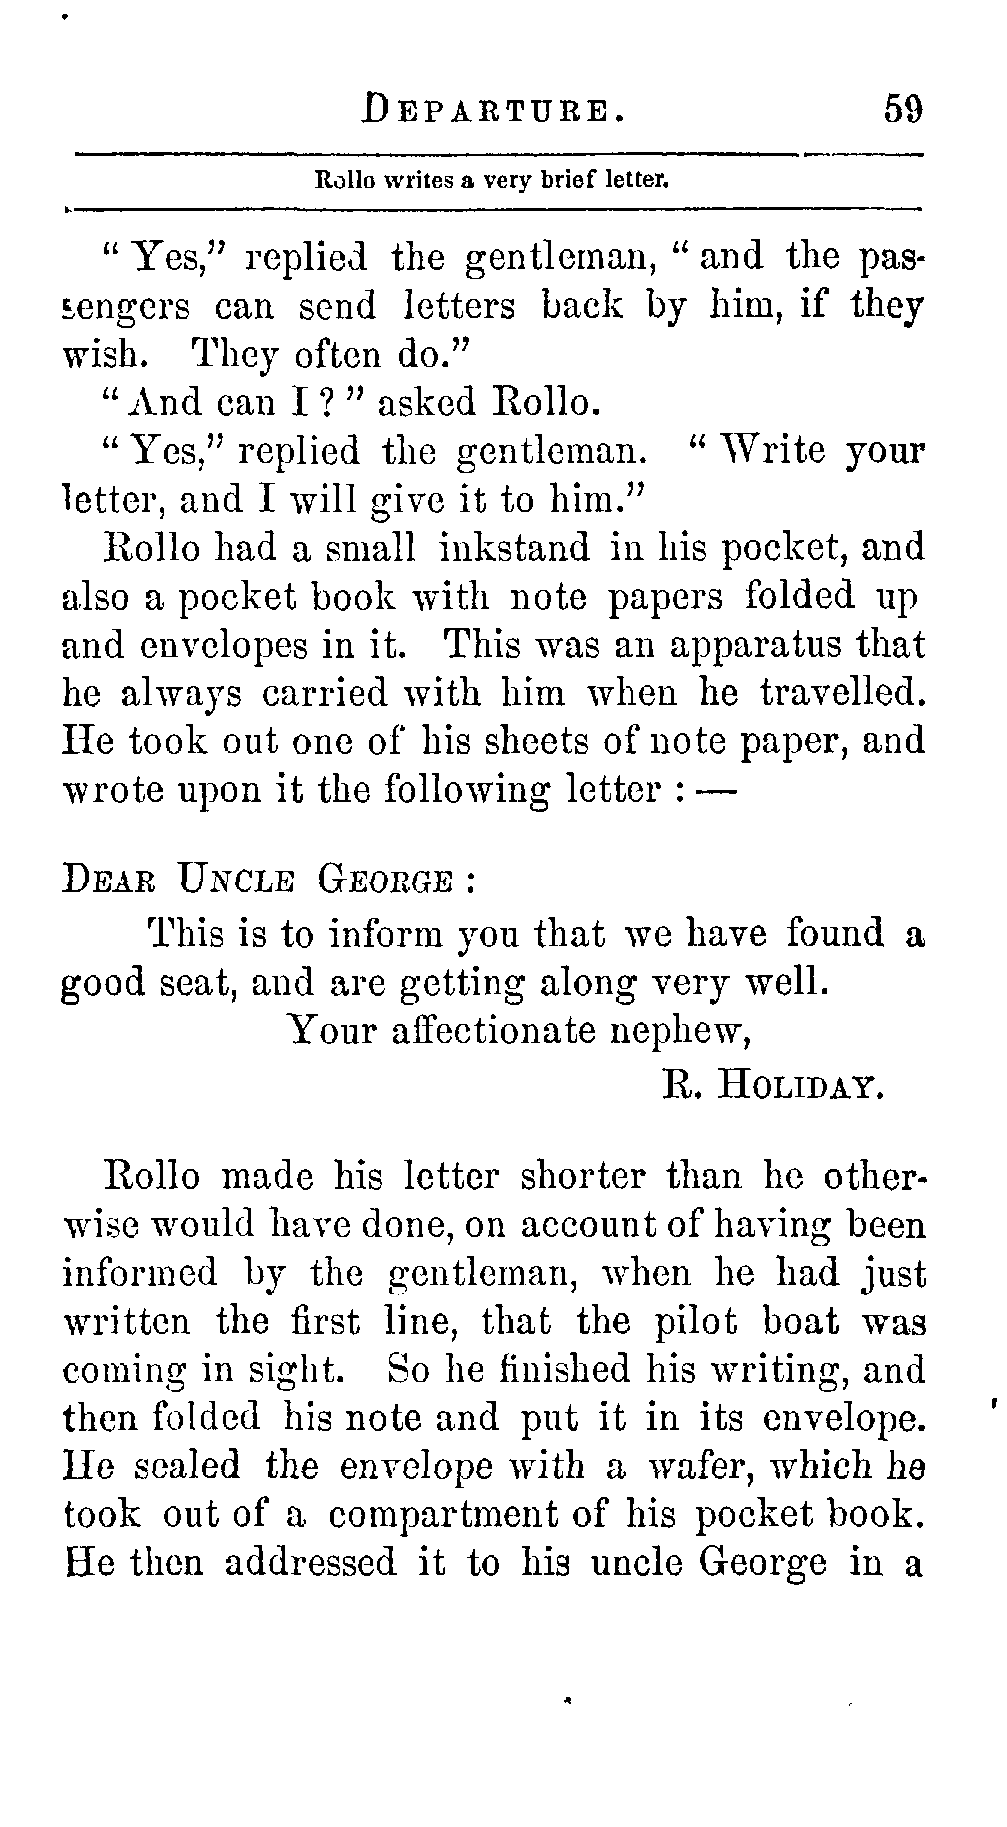 DEPARTURE. 59
Rollo writes a very brief letter.
“ Yes,” replied the gentleman, “ and the pas-
sengers can send letters back by him, if they
wish. They often do.”
“ And can I ? ” asked Rollo.
“ Yes,” replied the gentleman. “ Write your
letter, and I will give it to him.”
Rollo had a small inkstand in his pocket, and
also a pocket book with note papers folded up
and envelopes in it. This was an apparatus that
he always carried with him when he travelled.
He took out one of his sheets of note paper, and
wrote upon it the following letter : —
DEAR UNCLE GEORGE :
This is to inform you that we have found a
good seat, and are getting along very well.
Your affectionate nephew,
R. HOLIDAY.
Rollo made his letter shorter than he other-
wise would have done, on account of having been
informed by the gentleman, when he had just
written the first line, that the pilot boat was
coming in sight. So he finished his writing, and
then folded his note and put it in its envelope.
He sealed the envelope with a wafer, which he
took out of a compartment of his pocket book.
He then addressed it to his uncle George in a